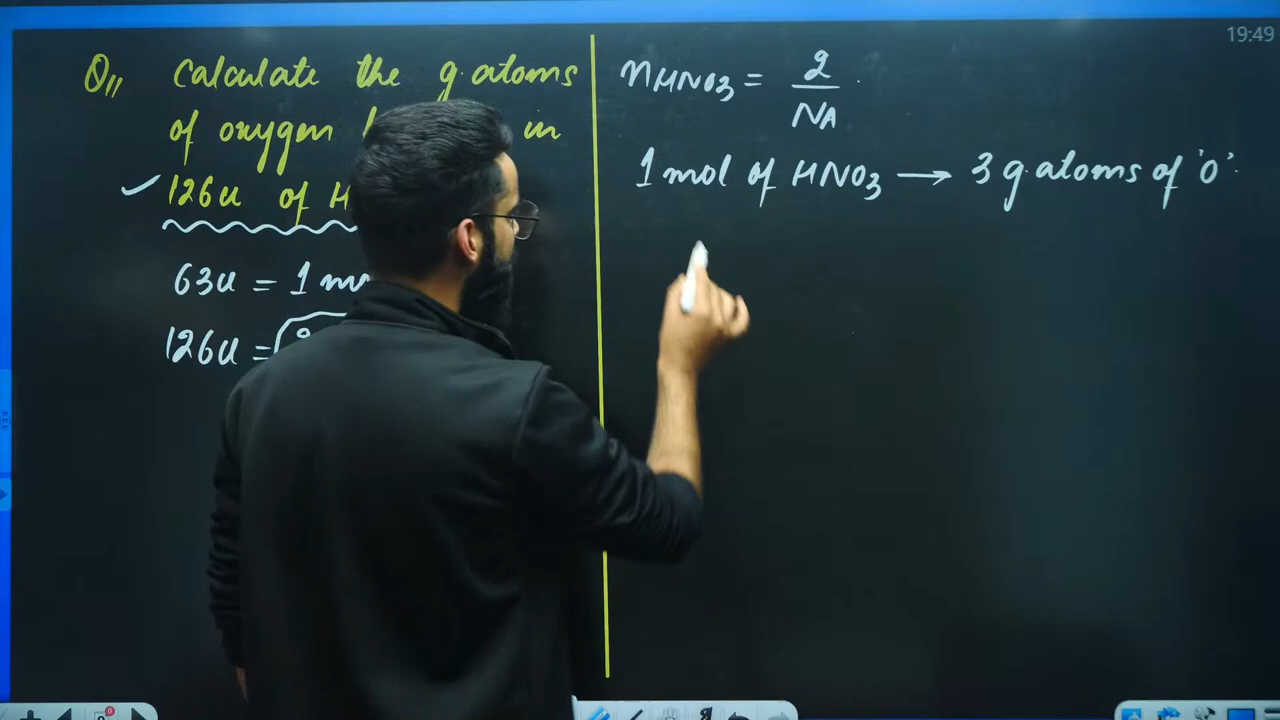 19:49
Q// Calculate the g.atoms
of oxygen in
126u of H
63u = 1 mo
126u =
nHNO3 = 2/NA
1 mol of HNO3 → 3 g.atoms of 'O'.